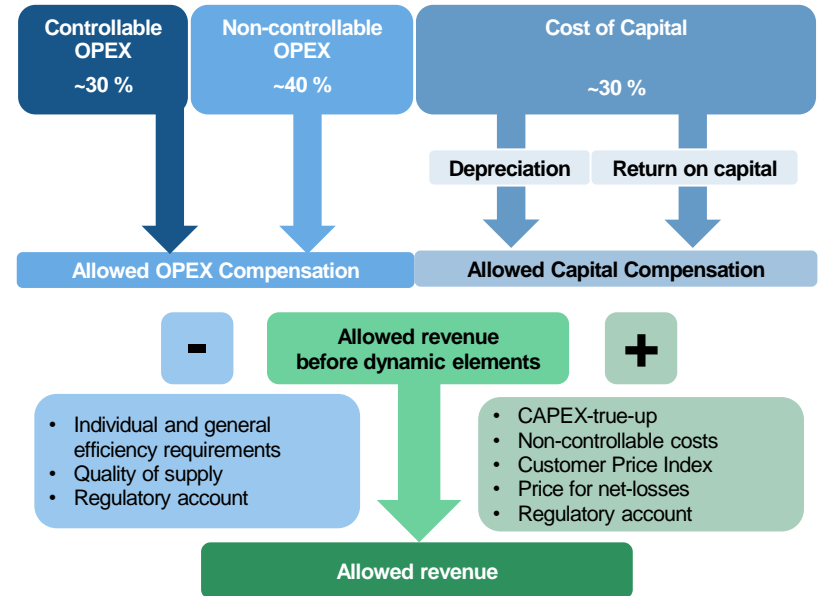 Controllable
OPEX
~30 %
Non-controllable
OPEX
~40 %
Cost of Capital
~30 %
Depreciation
Return on capital
Allowed OPEX Compensation
Allowed Capital Compensation
-
Allowed revenue
before dynamic elements
+
• Individual and general
efficiency requirements
• Quality of supply
• Regulatory account
• CAPEX-true-up
• Non-controllable costs
• Customer Price Index
• Price for net-losses
• Regulatory account
Allowed revenue